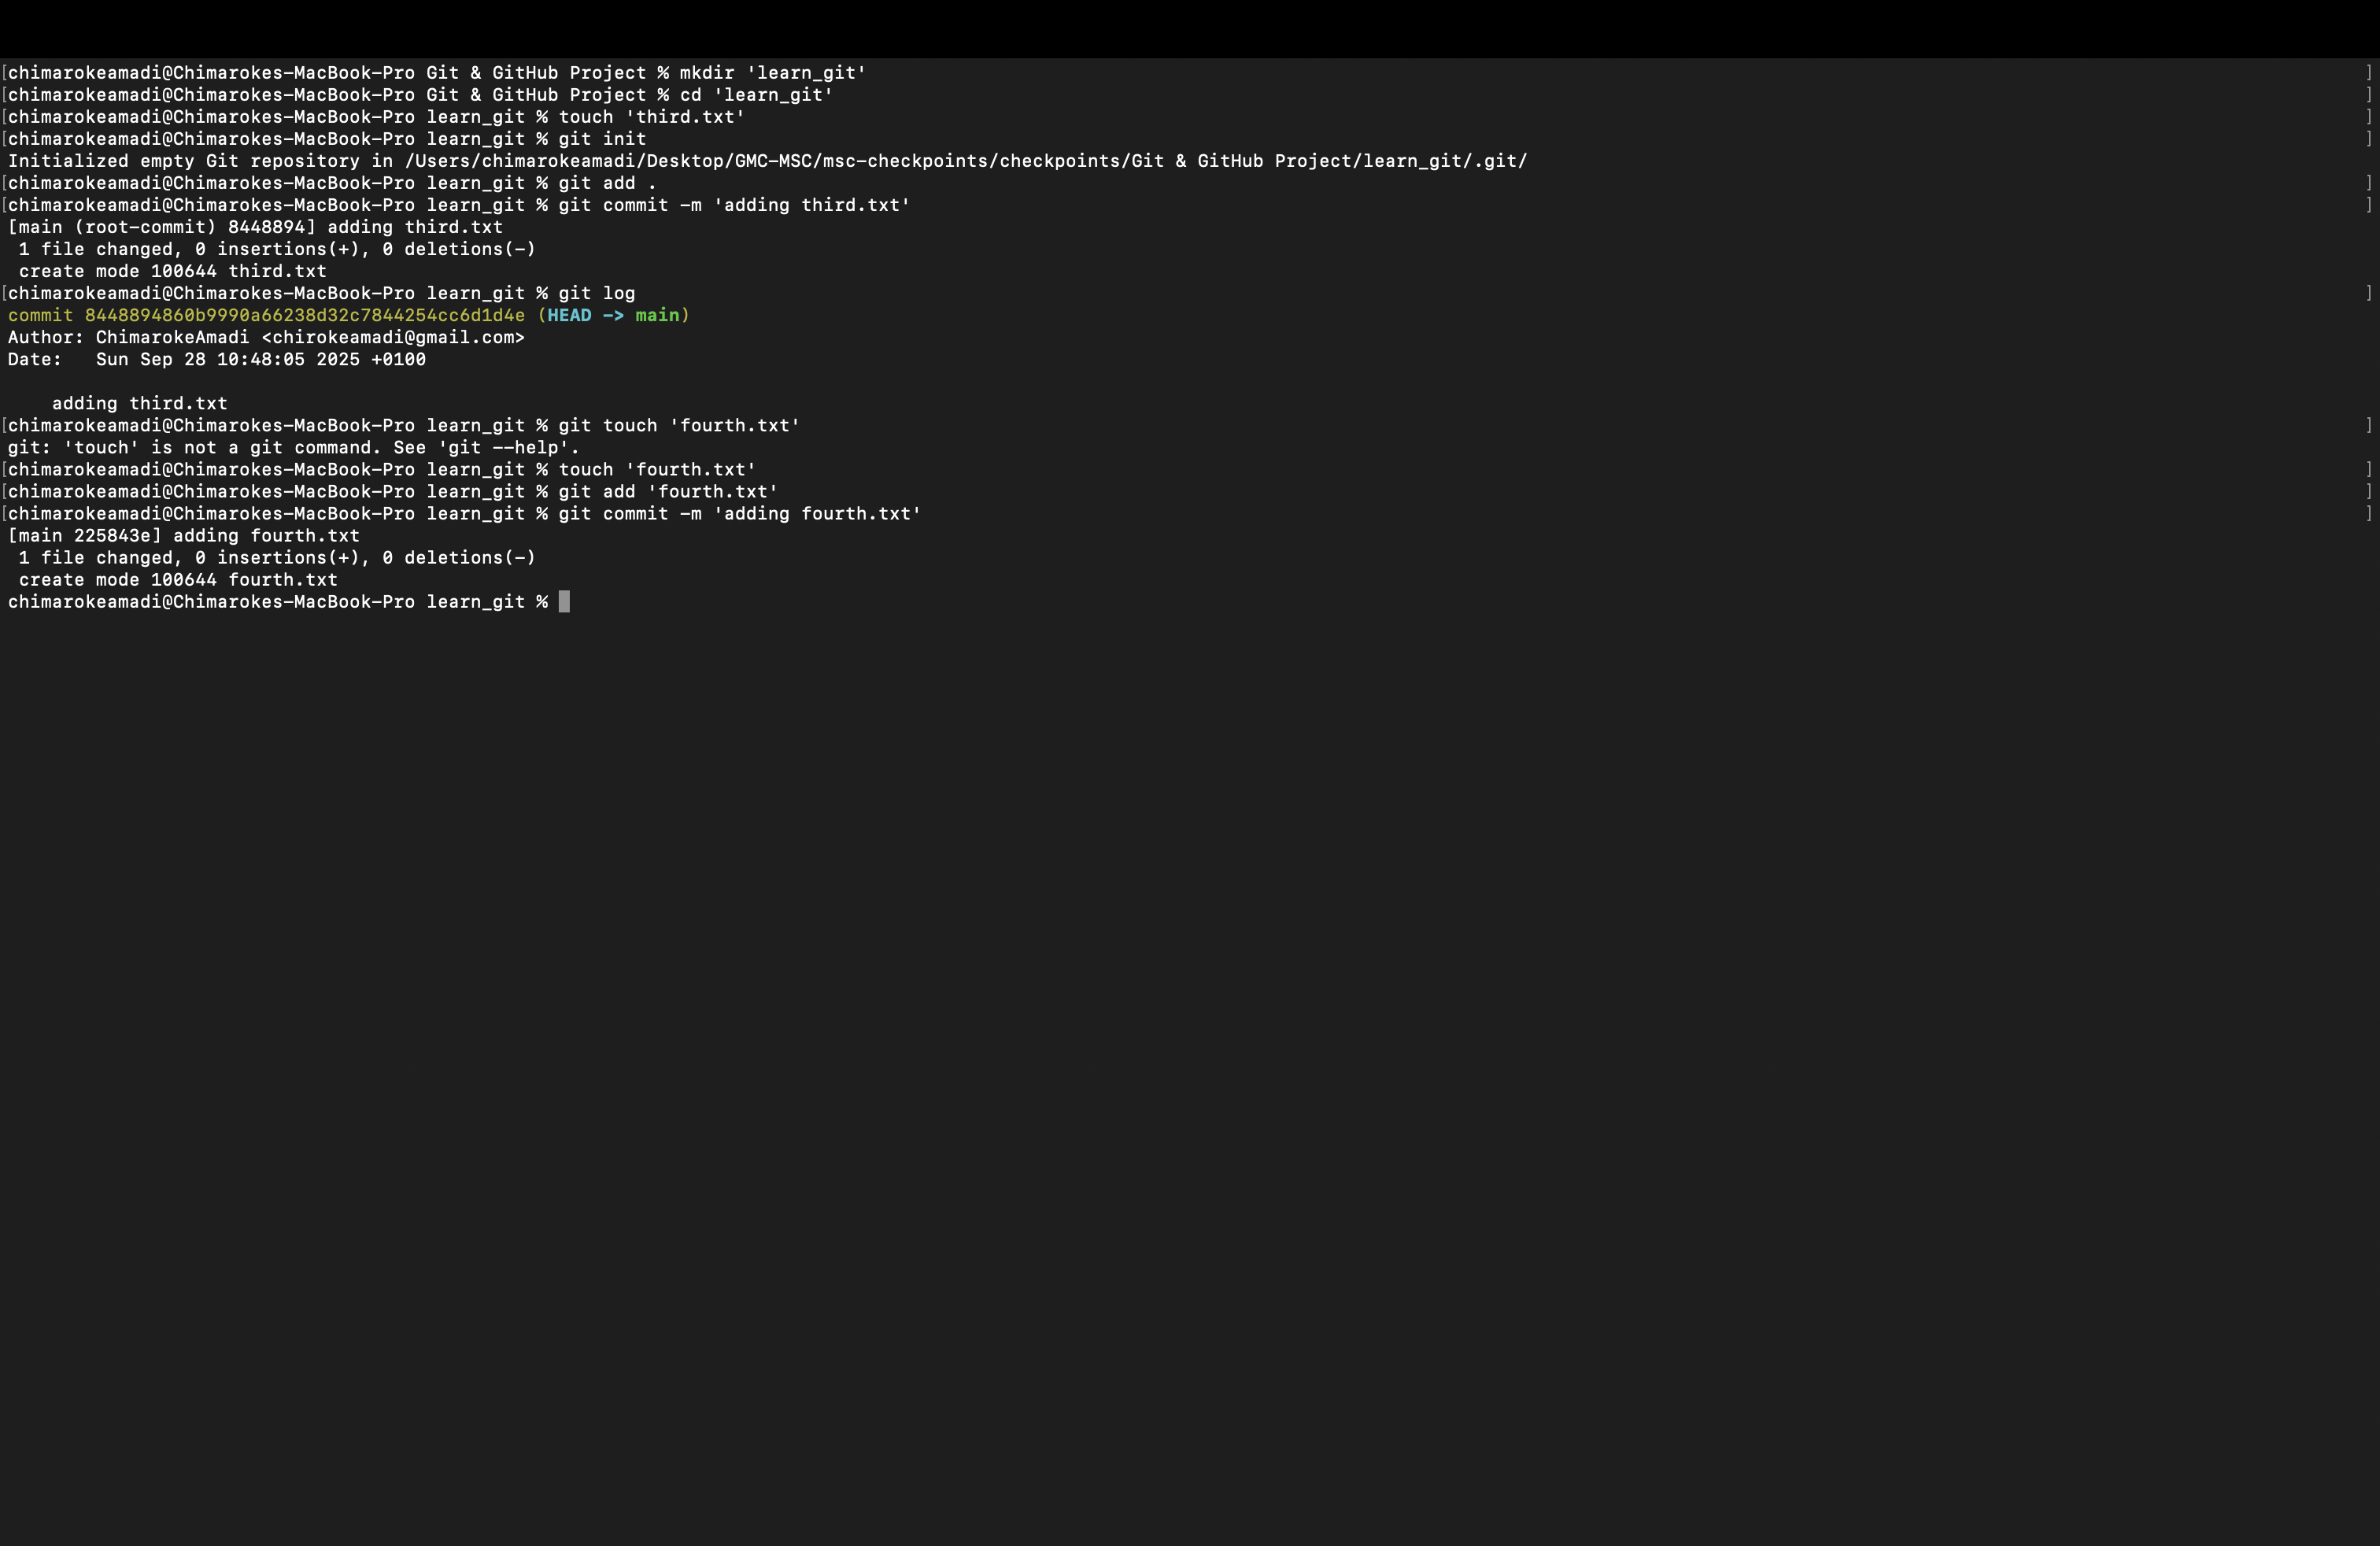 [chimarokeamadi@Chimarokes-MacBook-Pro Git & GitHub Project % mkdir 'learn_git' ]
[chimarokeamadi@Chimarokes-MacBook-Pro Git & GitHub Project % cd 'learn_git' ]
[chimarokeamadi@Chimarokes-MacBook-Pro learn_git % touch 'third.txt' ]
[chimarokeamadi@Chimarokes-MacBook-Pro learn_git % git init ]
Initialized empty Git repository in /Users/chimarokeamadi/Desktop/GMC-MSC/msc-checkpoints/checkpoints/Git & GitHub Project/learn_git/.git/
[chimarokeamadi@Chimarokes-MacBook-Pro learn_git % git add . ]
[chimarokeamadi@Chimarokes-MacBook-Pro learn_git % git commit -m 'adding third.txt' ]
[main (root-commit) 8448894] adding third.txt
 1 file changed, 0 insertions(+), 0 deletions(-)
 create mode 100644 third.txt
[chimarokeamadi@Chimarokes-MacBook-Pro learn_git % git log ]
commit 8448894860b9990a66238d32c7844254cc6d1d4e (HEAD -> main)
Author: ChimarokeAmadi <chirokeamadi@gmail.com>
Date:   Sun Sep 28 10:48:05 2025 +0100
    adding third.txt
[chimarokeamadi@Chimarokes-MacBook-Pro learn_git % git touch 'fourth.txt' ]
git: 'touch' is not a git command. See 'git --help'.
[chimarokeamadi@Chimarokes-MacBook-Pro learn_git % touch 'fourth.txt' ]
[chimarokeamadi@Chimarokes-MacBook-Pro learn_git % git add 'fourth.txt' ]
[chimarokeamadi@Chimarokes-MacBook-Pro learn_git % git commit -m 'adding fourth.txt' ]
[main 225843e] adding fourth.txt
 1 file changed, 0 insertions(+), 0 deletions(-)
 create mode 100644 fourth.txt
chimarokeamadi@Chimarokes-MacBook-Pro learn_git %